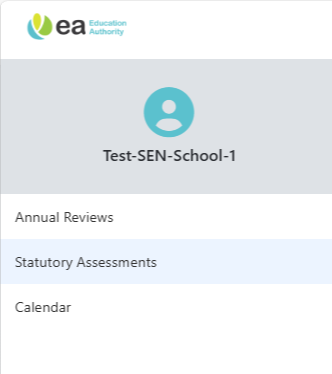 ea Education
Authority
Test-SEN-School-1
Annual Reviews
Statutory Assessments
Calendar